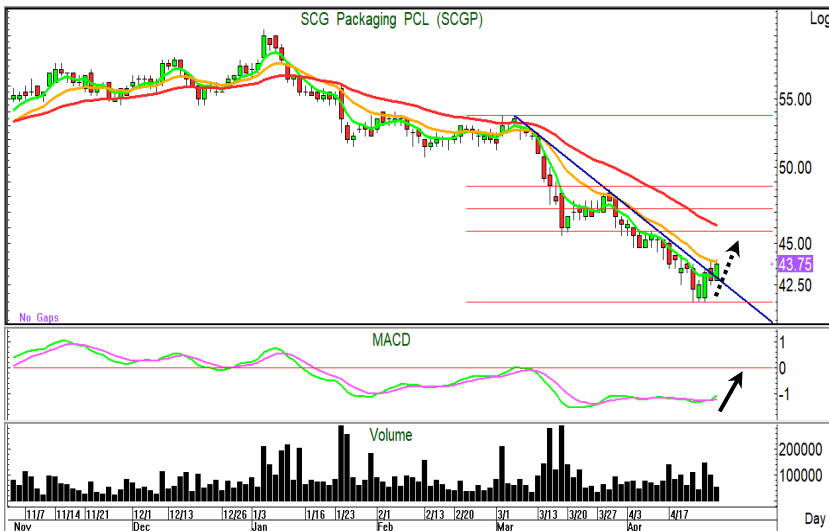 SCG Packaging PCL (SCGP)
Log
55.00
50.00
45.00
43.75
42.50
No Gaps
MACD
1
0
-1
Volume
200000
100000
11/7 11/14 11/21 12/1 12/13 12/26 1/3 1/16 1/23 2/1 2/13 2/20 3/1 3/13 3/20 3/27 4/3 4/17
Nov Dec Jan Feb Mar Apr
Day